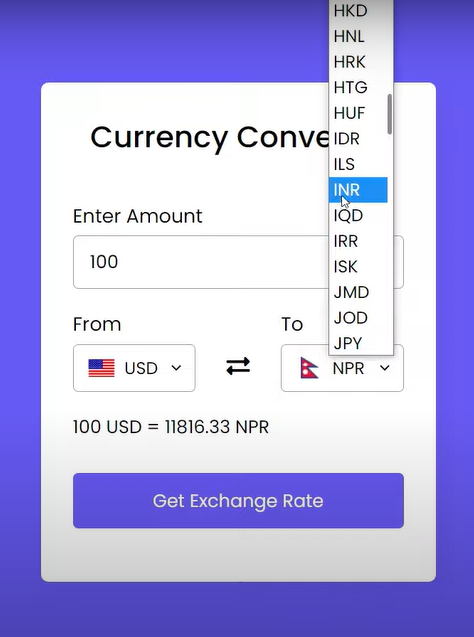 HKD
HNL
HRK
HTG
HUF
IDR
ILS
INR
IQD
IRR
ISK
JMD
JOD
JPY
Currency Conve
Enter Amount
100
From
To
USD
NPR
100 USD = 11816.33 NPR
Get Exchange Rate